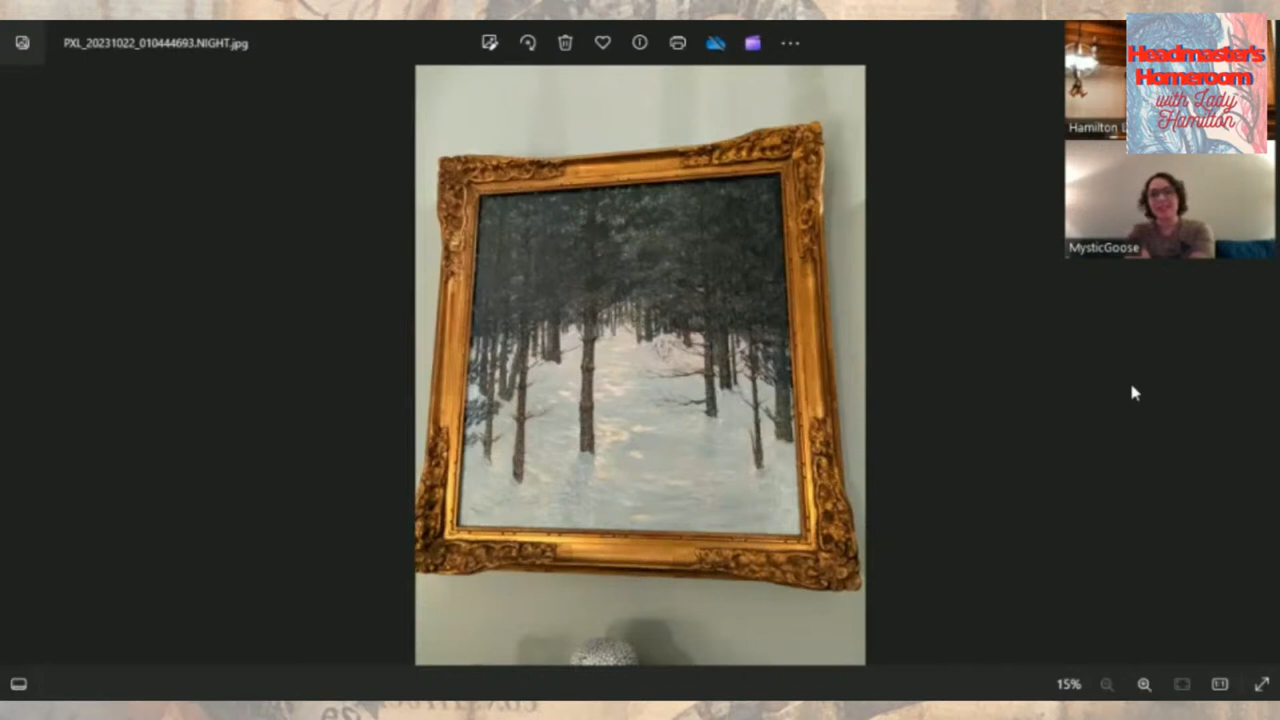 PXL_20231022_010444693.NIGHT.jpg
Headmaster's
Homeroom
with Lady
Hamilton
Hamilton
MysticGoose
15%